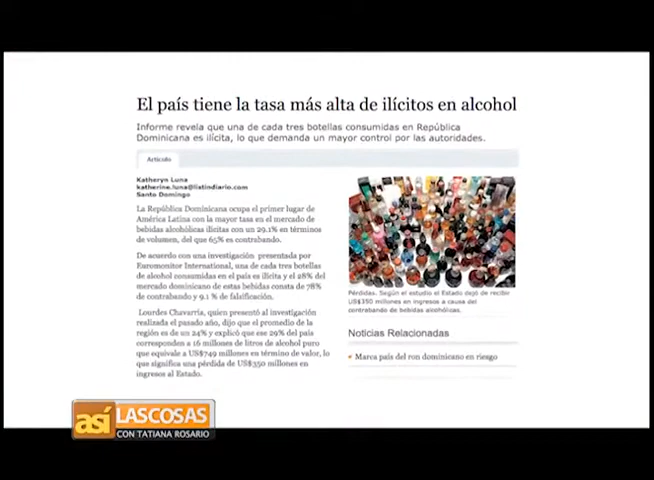 El país tiene la tasa más alta de ilícitos en alcohol
Informe revela que una de cada tres botellas consumidas en República
Dominicana es ilícita, lo que demanda un mayor control por las autoridades.
Artículo
Katheryn Luna
katherine.luna@listindiario.com
Santo Domingo
La República Dominicana ocupa el primer lugar de
América Latina con la mayor tasa en el mercado de
bebidas alcohólicas ilícitas con un 29.1% en términos
de volumen, del que 65% es contrabando.
De acuerdo con una investigación presentada por
Euromonitor International, una de cada tres botellas
de alcohol consumidas en el país es ilícita y el 28% del
mercado dominicano de estas bebidas consta de 78%
de contrabando y 9.1 % de falsificación.
Lourdes Chavarría, quien presentó al investigación
realizada el pasado año, dijo que el promedio de la
región es de un 24% y explicó que ese 29% del país
corresponden a 16 millones de litros de alcohol puro
que equivale a US$749 millones en término de valor, lo
que significa una pérdida de US$350 millones en
ingresos al Estado.
Pérdidas. Según el estudio el Estado dejó de recibir
US$350 millones en ingresos a causa del
contrabando de bebidas alcohólicas.
Noticias Relacionadas
Marca país del ron dominicano en riesgo
así LASCOSAS
CON TATIANA ROSARIO